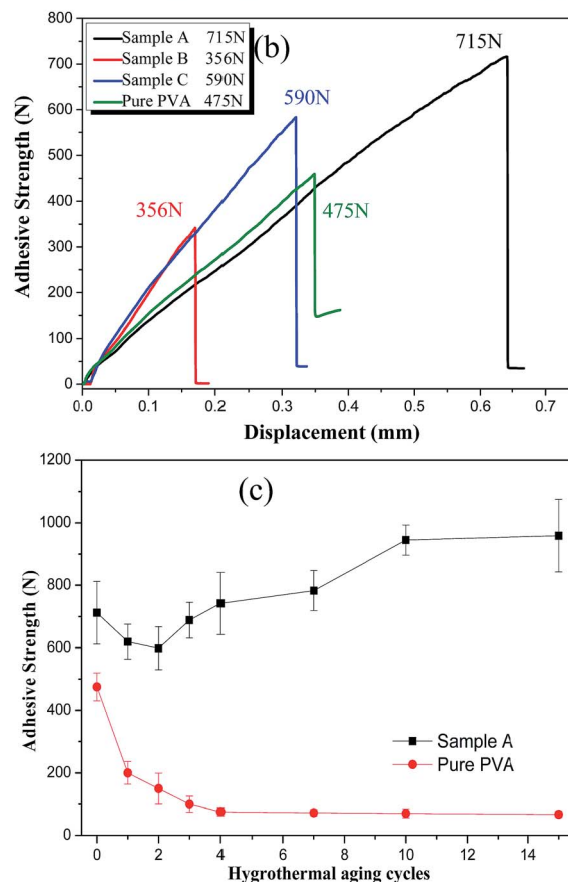 800
700
600
500
400
300
200
100
0
Adhesive Strength (N)
Sample A 715N
Sample B 356N
Sample C 590N
Pure PVA 475N
(b)
715N
590N
475N
356N
0.0 0.1 0.2 0.3 0.4 0.5 0.6 0.7
Displacement (mm)
1200
1000
800
600
400
200
0
Adhesive Strength (N)
(c)
Sample A
Pure PVA
0 2 4 6 8 10 12 14
Hygrothermal aging cycles